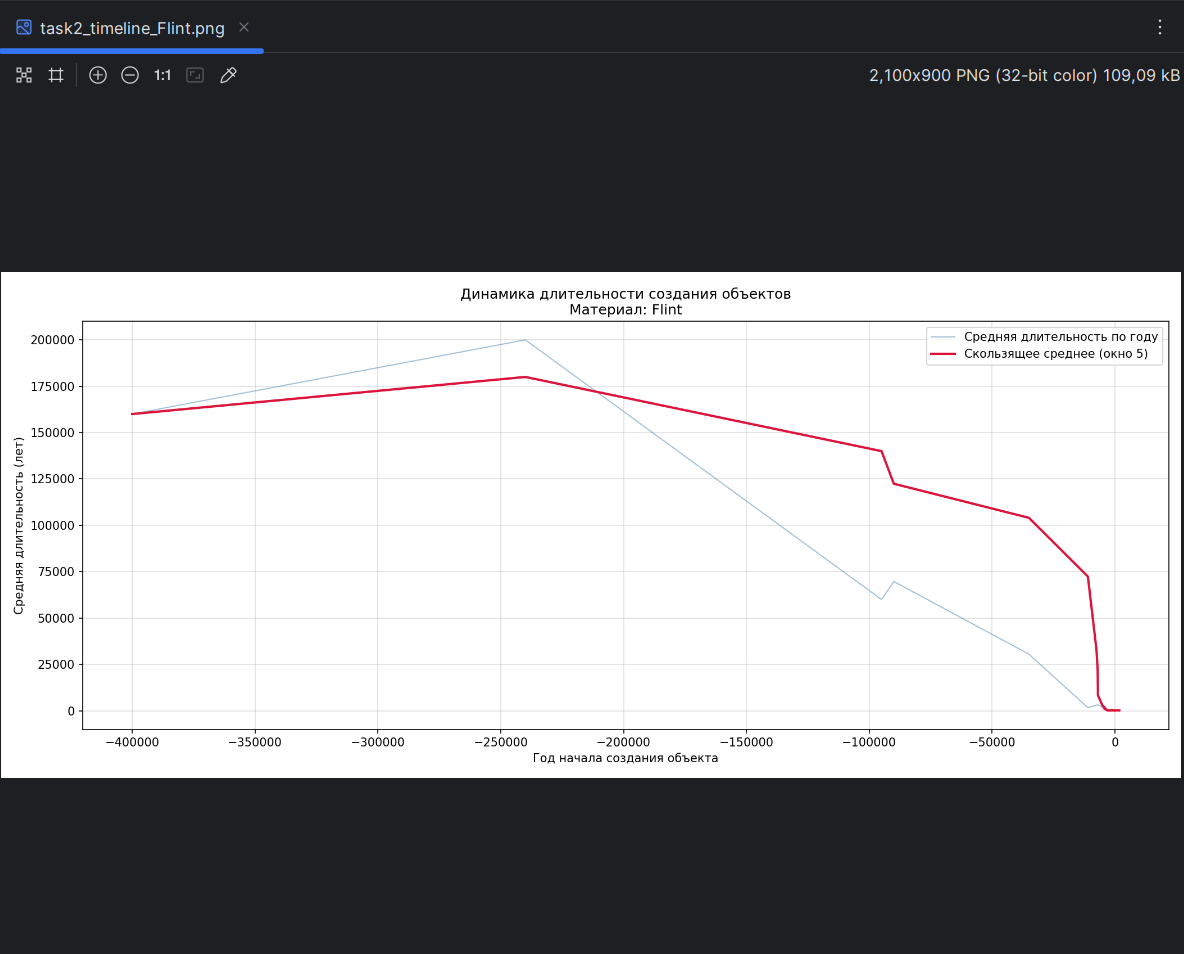 task2_timeline_Flint.png
1:1
2,100x900 PNG (32-bit color) 109,09 kB
Динамика длительности создания объектов
Материал: Flint
Средняя длительность по году
Скользящее среднее (окно 5)
Средняя длительность (лет)
200000
175000
150000
125000
100000
75000
50000
25000
0
−400000
−350000
−300000
−250000
−200000
−150000
−100000
−50000
0
Год начала создания объекта